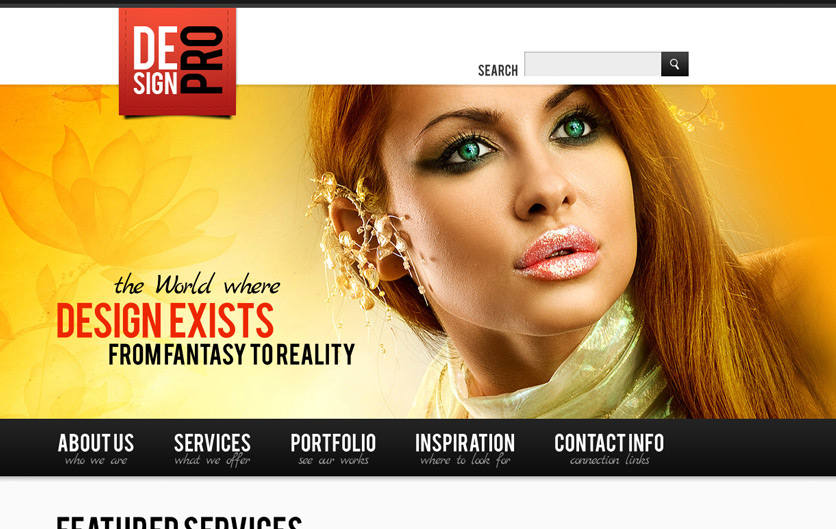 DE
SIGN
PRO
SEARCH
the World where
DESIGN EXISTS
FROM FANTASY TO REALITY
ABOUT US
who we are
SERVICES
what we offer
PORTFOLIO
see our works
INSPIRATION
where to look for
CONTACT INFO
connection links
FEATURED SERVICES